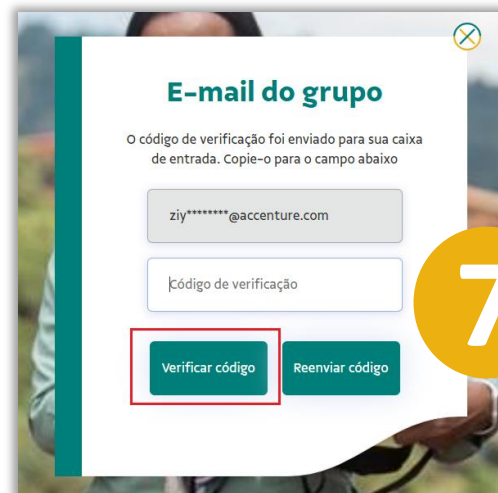 E-mail do grupo
O código de verificação foi enviado para sua caixa
de entrada. Copie-o para o campo abaixo
ziy********@accenture.com
Código de verificação
Verificar código
Reenviar código
7